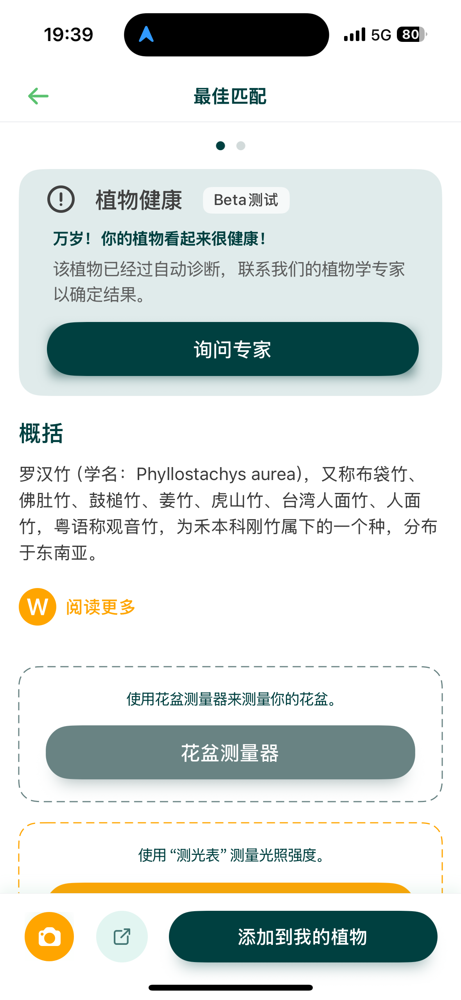 19:39
5G
80
最佳匹配
植物健康
Beta测试
万岁！你的植物看起来很健康！
该植物已经过自动诊断，联系我们的植物学专家
以确定结果。
询问专家
概括
罗汉竹 (学名：Phyllostachys aurea)，又称布袋竹、
佛肚竹、鼓槌竹、姜竹、虎山竹、台湾人面竹、人面
竹，粤语称观音竹，为禾本科刚竹属下的一个种，分布
于东南亚。
W
阅读更多
使用花盆测量器来测量你的花盆。
花盆测量器
使用 “测光表” 测量光照强度。
添加到我的植物